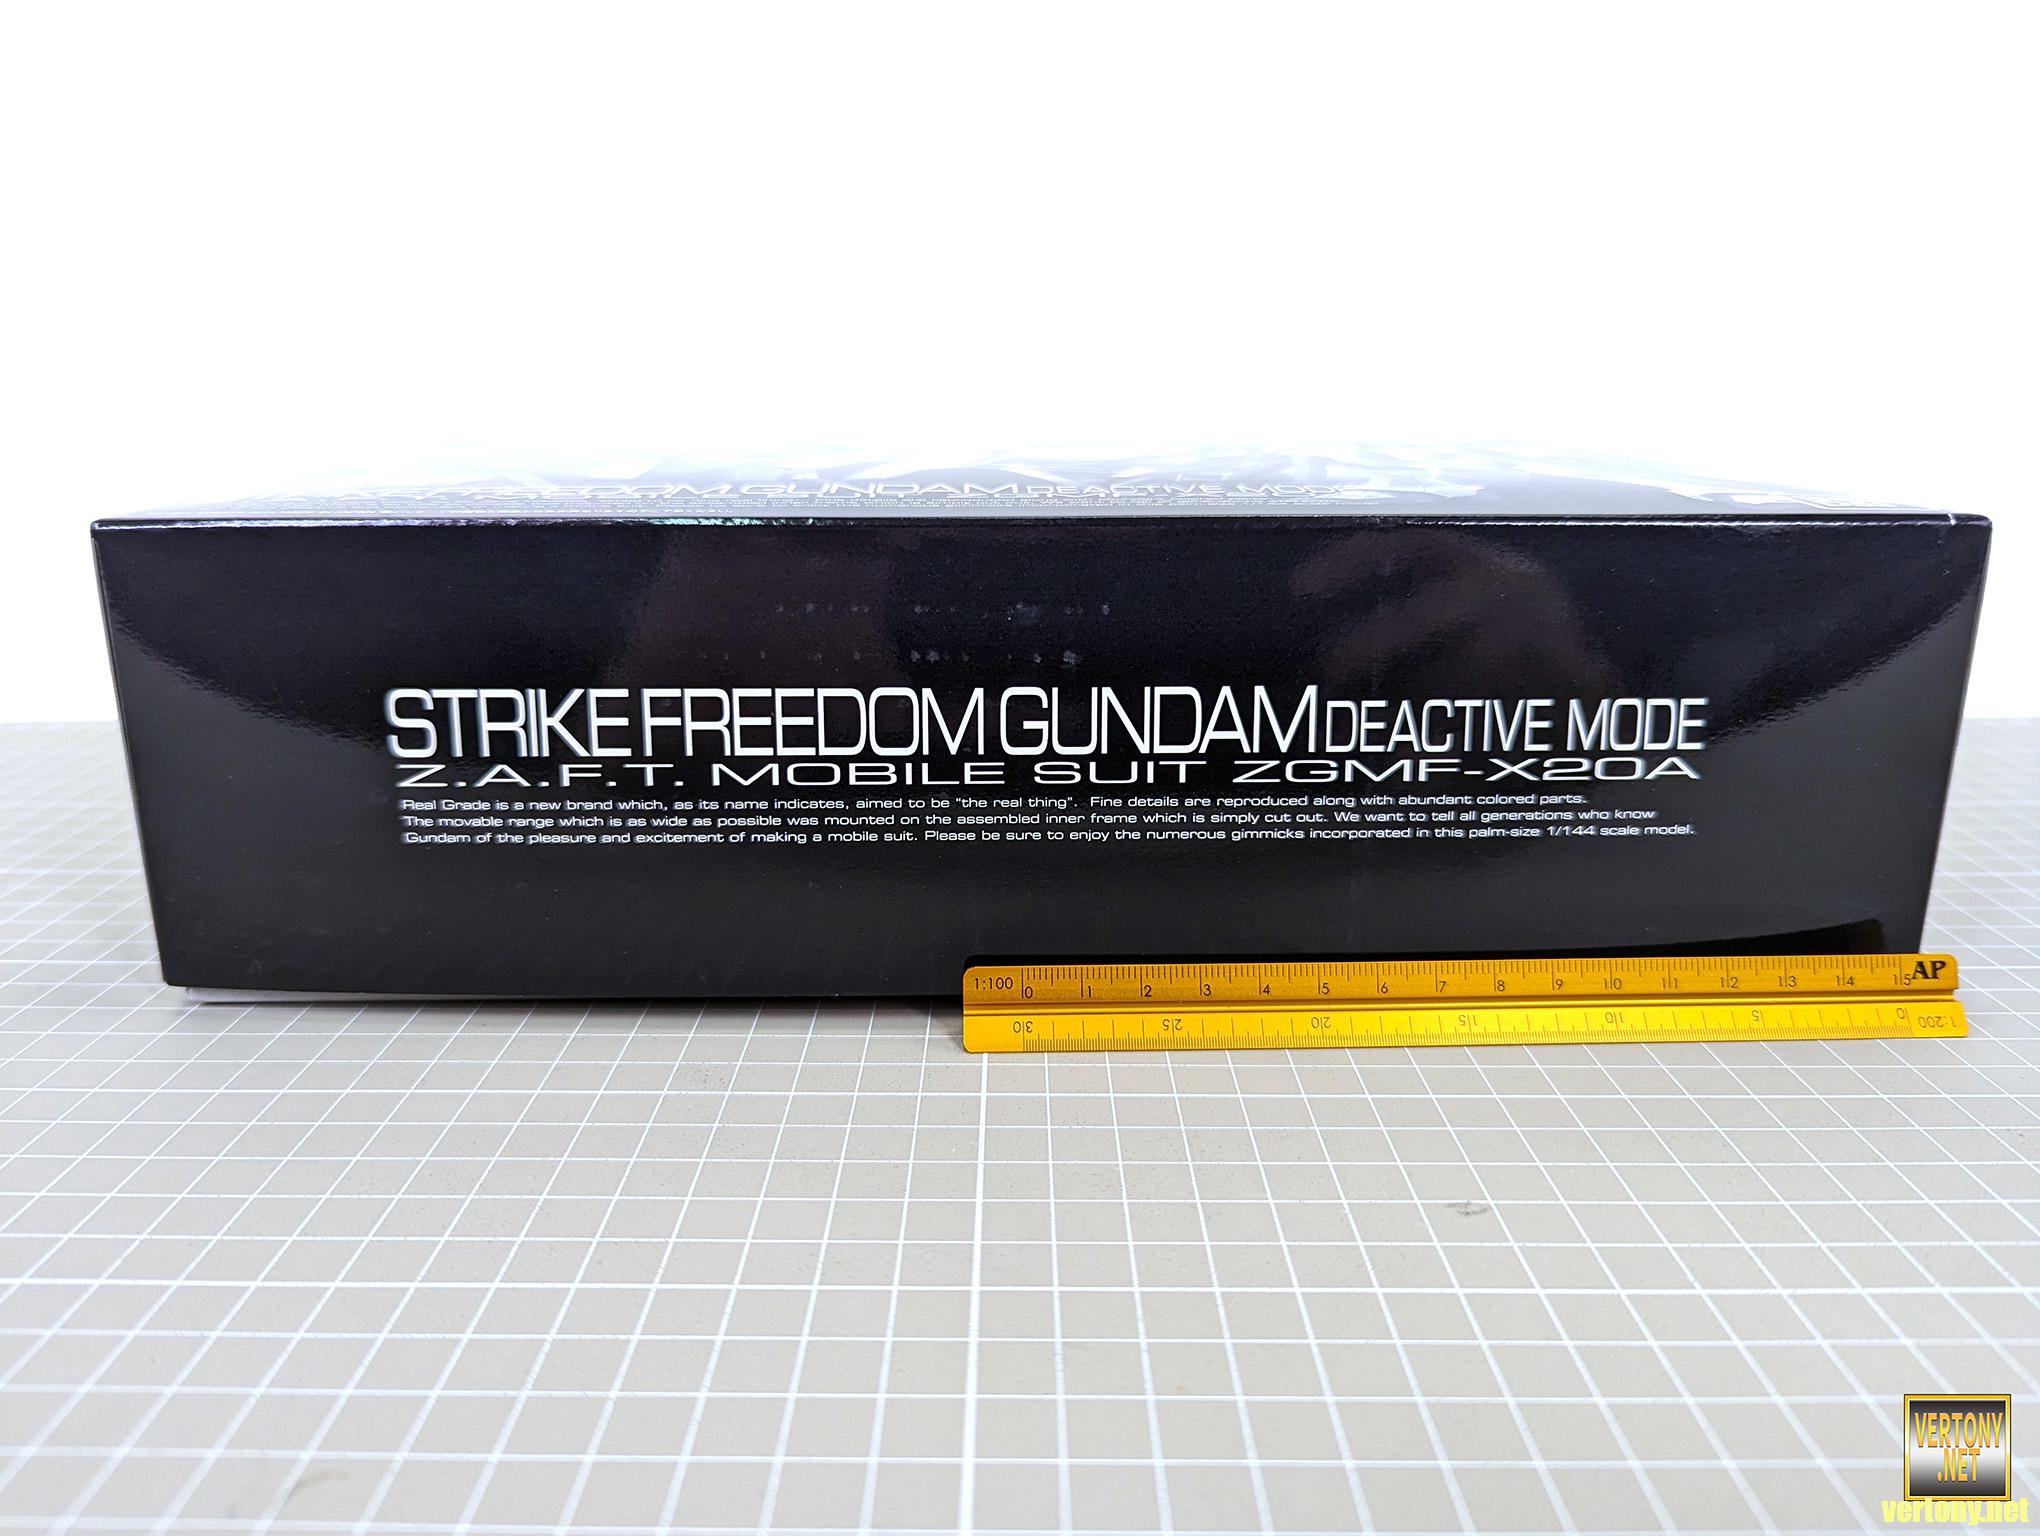 FREEDOM GUNDAM DEACTIVE MODE
STRIKE FREEDOM GUNDAM DEACTIVE MODE
Z.A.F.T. MOBILE SUIT ZGMF-X20A
Real Grade is a new brand which, as its name indicates, aimed to be "the real thing". Fine details are reproduced along with abundant colored parts.
The movable range which is as wide as possible was mounted on the assembled inner frame which is simply cut out. We want to tell all generations who know
Gundam of the pleasure and excitement of making a mobile suit. Please be sure to enjoy the numerous gimmicks incorporated in this palm-size 1/144 scale model.
1:100 0 1 2 3 4 5 6 7 8 9 10 11 12 13 14 15 AP
30 25 20 15 10 5 0 1:200
VERTONY
.NET
vertony.net